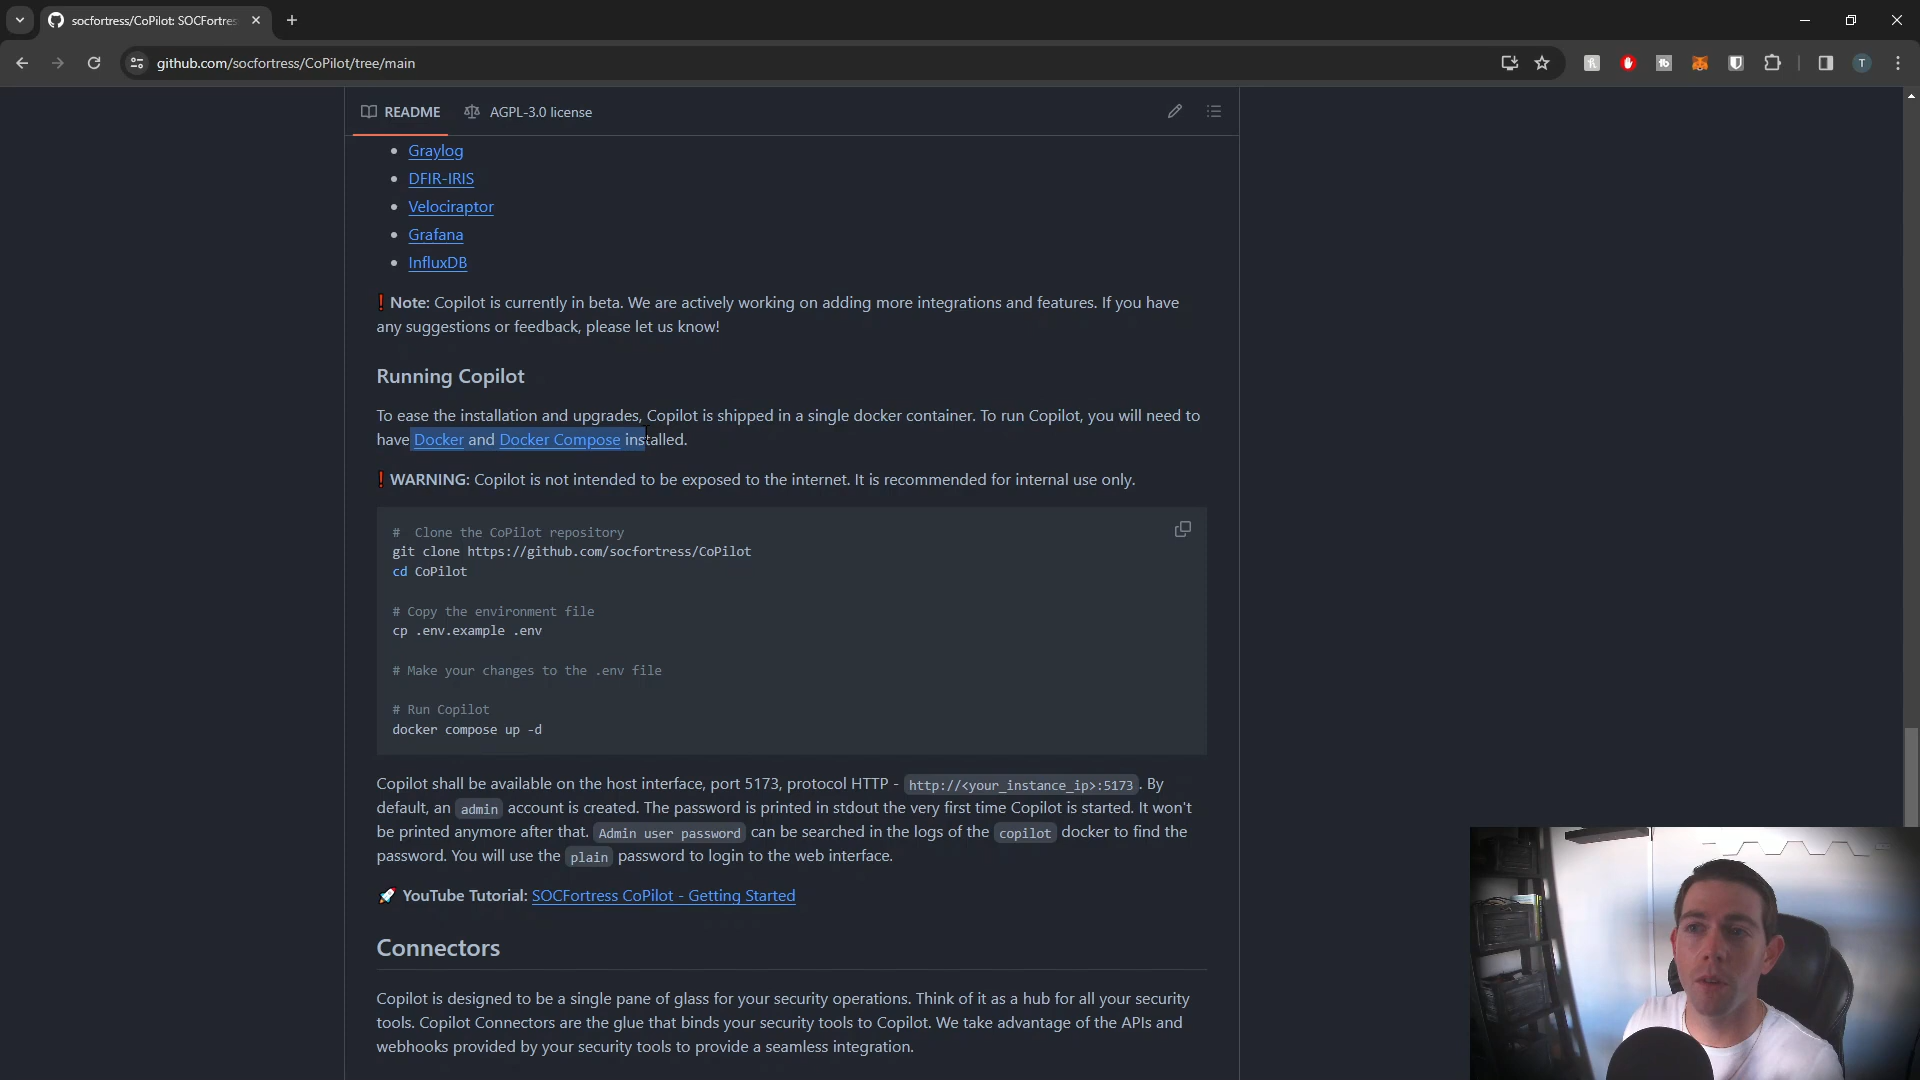 socfortress/CoPilot: SOCFortres
github.com/socfortress/CoPilot/tree/main
T
README
AGPL-3.0 license
Graylog
DFIR-IRIS
Velociraptor
Grafana
InfluxDB
❗Note: Copilot is currently in beta. We are actively working on adding more integrations and features. If you have
any suggestions or feedback, please let us know!
Running Copilot
To ease the installation and upgrades, Copilot is shipped in a single docker container. To run Copilot, you will need to
have Docker and Docker Compose installed.
❗WARNING: Copilot is not intended to be exposed to the internet. It is recommended for internal use only.
#  Clone the CoPilot repository
git clone https://github.com/socfortress/CoPilot
cd CoPilot
# Copy the environment file
cp .env.example .env
# Make your changes to the .env file
# Run Copilot
docker compose up -d
Copilot shall be available on the host interface, port 5173, protocol HTTP - http://<your_instance_ip>:5173. By
default, an admin account is created. The password is printed in stdout the very first time Copilot is started. It won't
be printed anymore after that. Admin user password can be searched in the logs of the copilot docker to find the
password. You will use the plain password to login to the web interface.
🚀 YouTube Tutorial: SOCFortress CoPilot - Getting Started
Connectors
Copilot is designed to be a single pane of glass for your security operations. Think of it as a hub for all your security
tools. Copilot Connectors are the glue that binds your security tools to Copilot. We take advantage of the APIs and
webhooks provided by your security tools to provide a seamless integration.